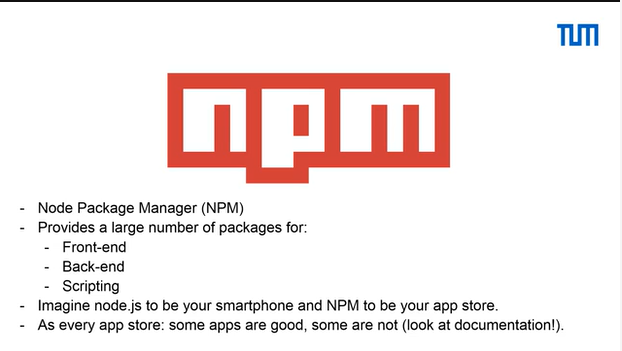 TUM
npm
- Node Package Manager (NPM)
- Provides a large number of packages for:
- Front-end
- Back-end
- Scripting
- Imagine node.js to be your smartphone and NPM to be your app store.
- As every app store: some apps are good, some are not (look at documentation!).